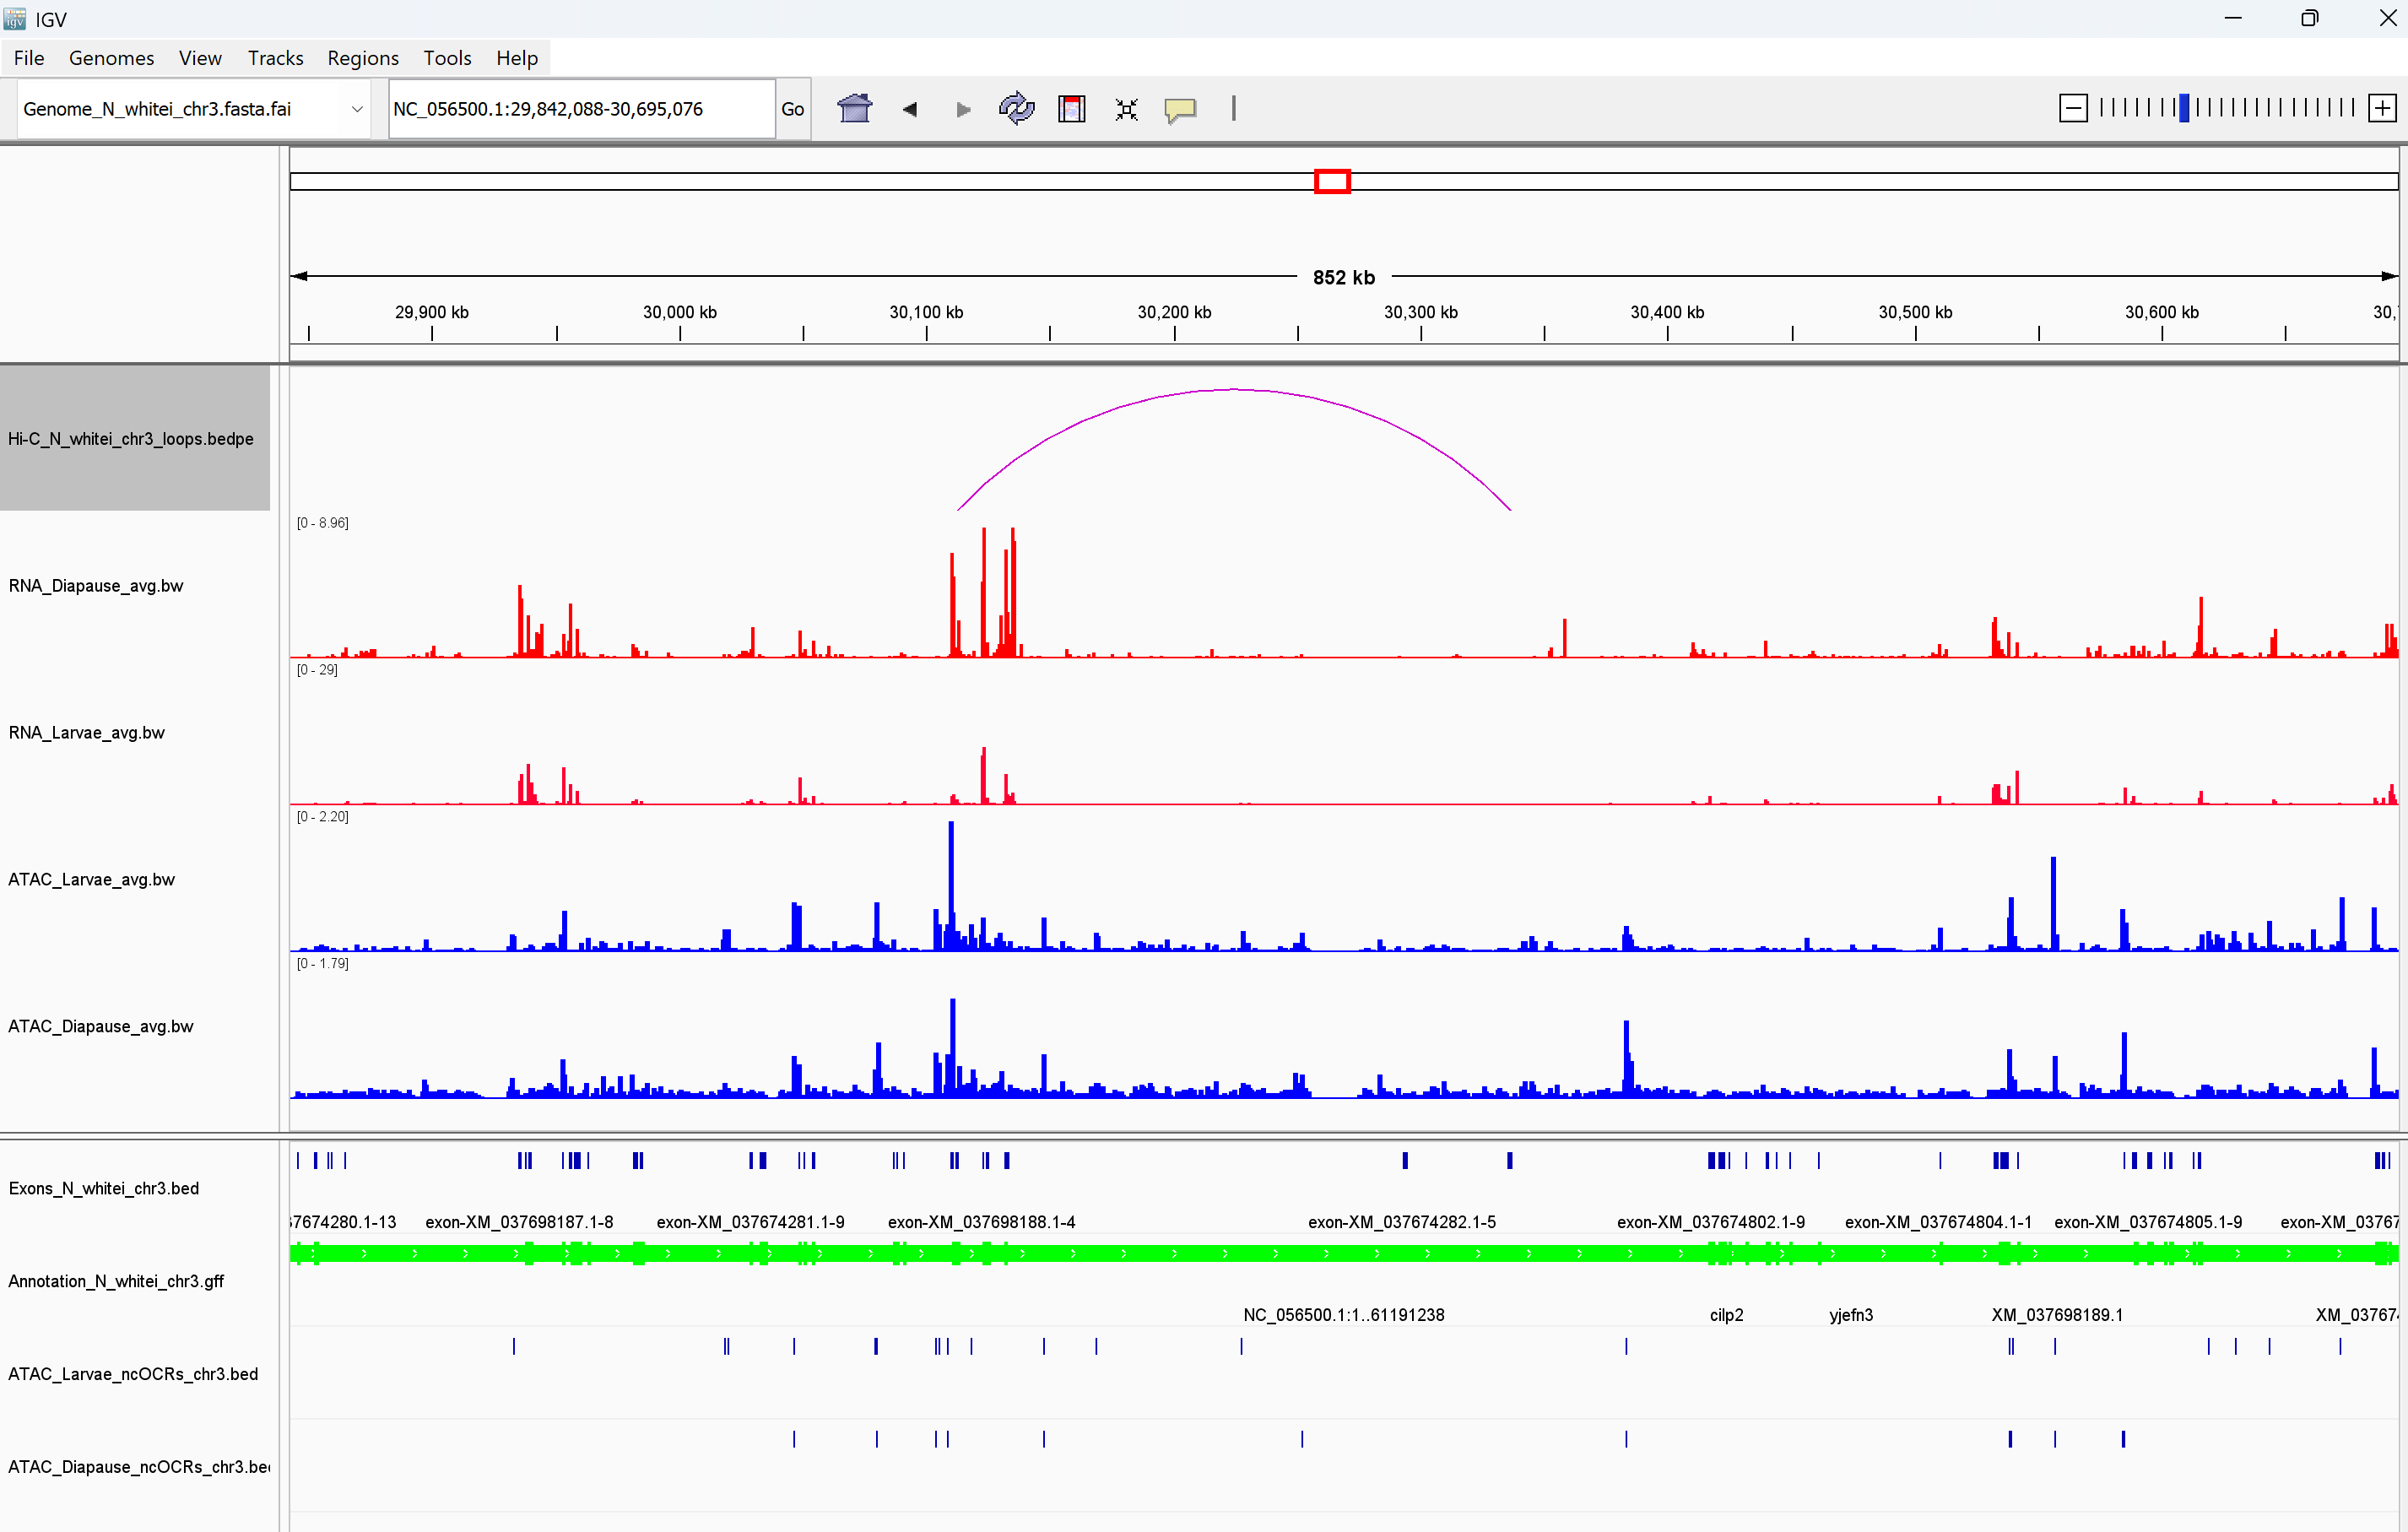 IGV
File Genomes View Tracks Regions Tools Help
Genome_N_whitei_chr3.fasta.fai NC_056500.1:29,842,088-30,695,076 Go
852 kb
29,900 kb 30,000 kb 30,100 kb 30,200 kb 30,300 kb 30,400 kb 30,500 kb 30,600 kb 30,
Hi-C_N_whitei_chr3_loops.bedpe
[0 - 8.96]
RNA_Diapause_avg.bw
[0 - 29]
RNA_Larvae_avg.bw
[0 - 2.20]
ATAC_Larvae_avg.bw
[0 - 1.79]
ATAC_Diapause_avg.bw
Exons_N_whitei_chr3.bed
37674280.1-13 exon-XM_037698187.1-8 exon-XM_037674281.1-9 exon-XM_037698188.1-4 exon-XM_037674282.1-5 exon-XM_037674802.1-9 exon-XM_037674804.1-1 exon-XM_037674805.1-9 exon-XM_03767
Annotation_N_whitei_chr3.gff
NC_056500.1:1..61191238 cilp2 yjefn3 XM_037698189.1 XM_03767
ATAC_Larvae_ncOCRs_chr3.bed
ATAC_Diapause_ncOCRs_chr3.be